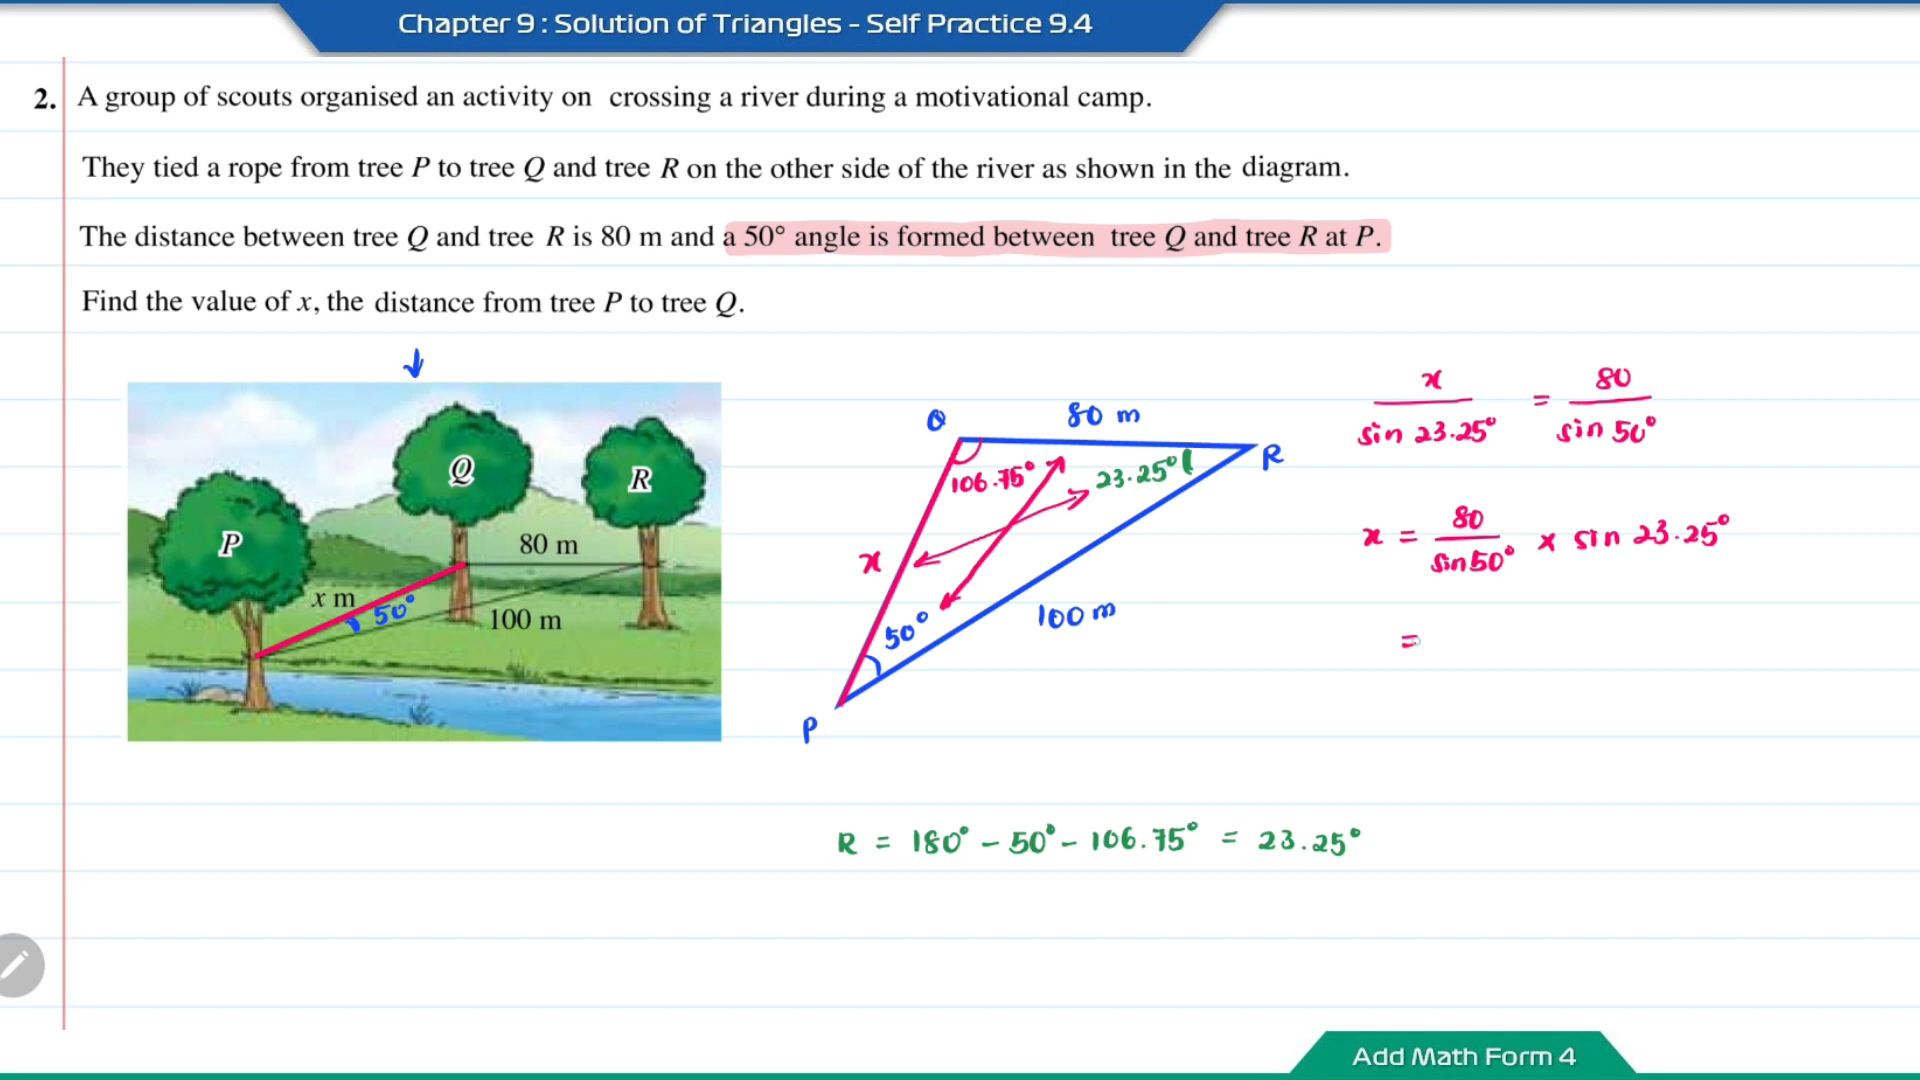 Chapter 9 : Solution of Triangles - Self Practice 9.4
2. A group of scouts organised an activity on crossing a river during a motivational camp.
They tied a rope from tree P to tree Q and tree R on the other side of the river as shown in the diagram.
The distance between tree Q and tree R is 80 m and a 50° angle is formed between tree Q and tree R at P.
Find the value of x, the distance from tree P to tree Q.
P
Q
R
80 m
x m
50°
100 m
Q
80 m
R
106.75°
23.25°
x
50°
100 m
P
x / sin 23.25° = 80 / sin 50°
x = 80 / sin 50° × sin 23.25°
=
R = 180° - 50° - 106.75° = 23.25°
Add Math Form 4